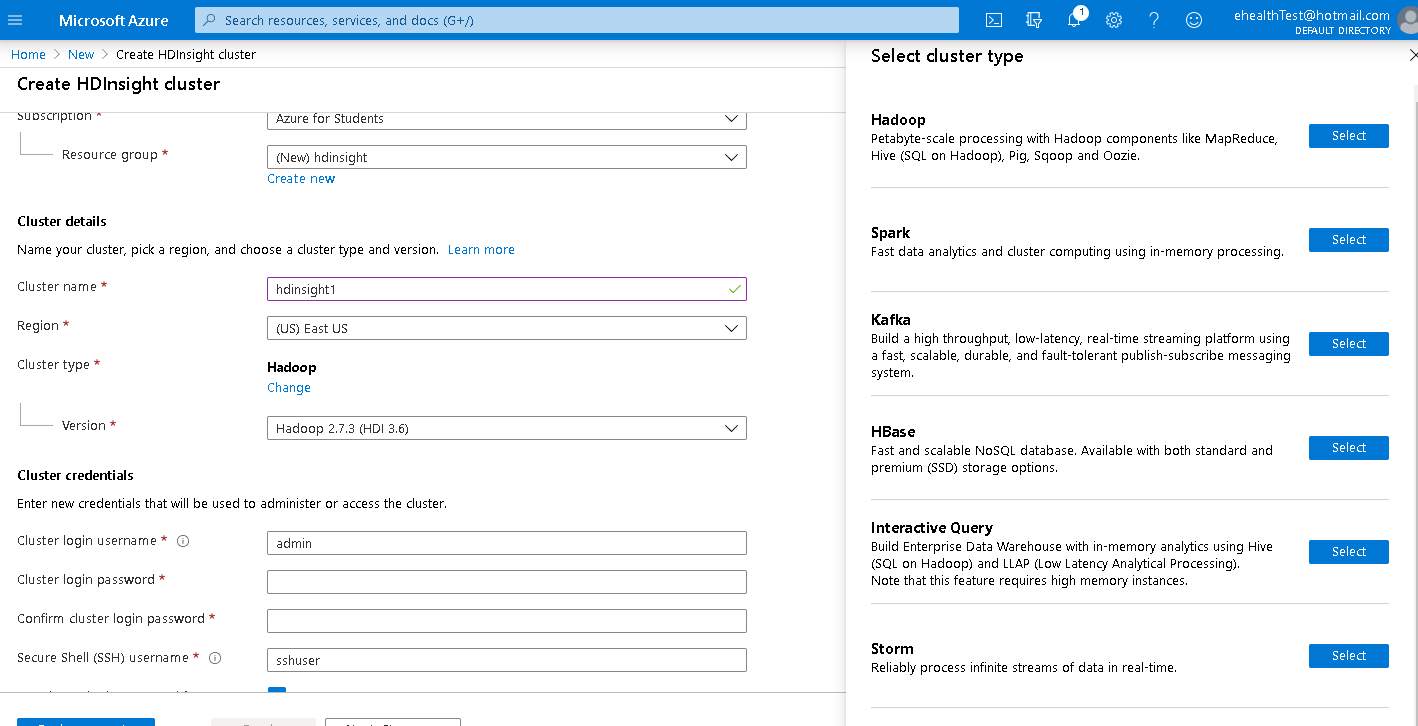 Microsoft Azure
Search resources, services, and docs (G+/)
1
ehealthTest@hotmail.com
DEFAULT DIRECTORY
Home > New > Create HDInsight cluster
Create HDInsight cluster
Subscription *
Azure for Students
Resource group *
(New) hdinsight
Create new
Cluster details
Name your cluster, pick a region, and choose a cluster type and version. Learn more
Cluster name *
hdinsight1
Region *
(US) East US
Cluster type *
Hadoop
Change
Version *
Hadoop 2.7.3 (HDI 3.6)
Cluster credentials
Enter new credentials that will be used to administer or access the cluster.
Cluster login username *
admin
Cluster login password *
Confirm cluster login password *
Secure Shell (SSH) username *
sshuser
Select cluster type
Hadoop
Petabyte-scale processing with Hadoop components like MapReduce,
Hive (SQL on Hadoop), Pig, Sqoop and Oozie.
Select
Spark
Fast data analytics and cluster computing using in-memory processing.
Select
Kafka
Build a high throughput, low-latency, real-time streaming platform using
a fast, scalable, durable, and fault-tolerant publish-subscribe messaging
system.
Select
HBase
Fast and scalable NoSQL database. Available with both standard and
premium (SSD) storage options.
Select
Interactive Query
Build Enterprise Data Warehouse with in-memory analytics using Hive
(SQL on Hadoop) and LLAP (Low Latency Analytical Processing).
Note that this feature requires high memory instances.
Select
Storm
Reliably process infinite streams of data in real-time.
Select